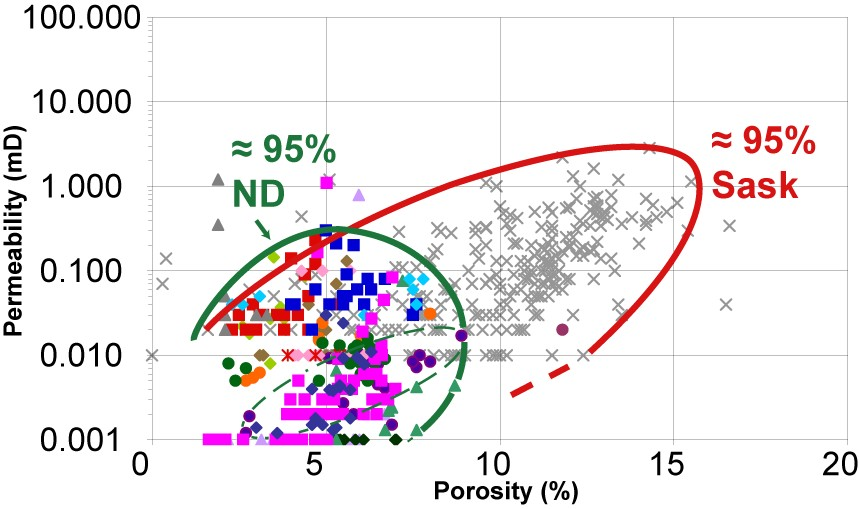 100.000
10.000
1.000
0.100
0.010
0.001
Permeability (mD)
≈ 95%
ND
≈ 95%
Sask
0 5 10 15 20
Porosity (%)